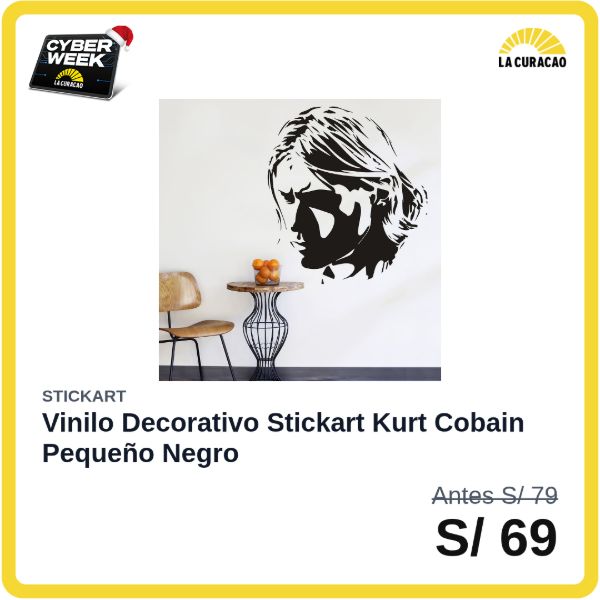 CYBER
WEEK
LA CURACAO
LA CURACAO
STICKART
Vinilo Decorativo Stickart Kurt Cobain
Pequeño Negro
Antes S/ 79
S/ 69